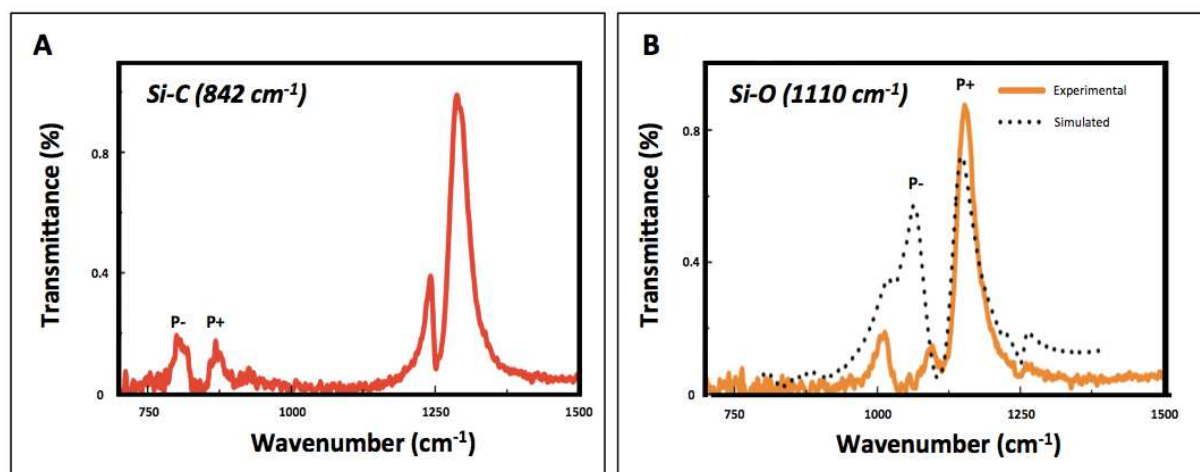 A
Si-C (842 cm⁻¹)
Transmittance (%)
0.8
0.4
0
P-
P+
750
1000
1250
1500
Wavenumber (cm⁻¹)
B
Si-O (1110 cm⁻¹)
P+
Experimental
Simulated
P-
Transmittance (%)
0.8
0.4
0
750
1000
1250
1500
Wavenumber (cm⁻¹)